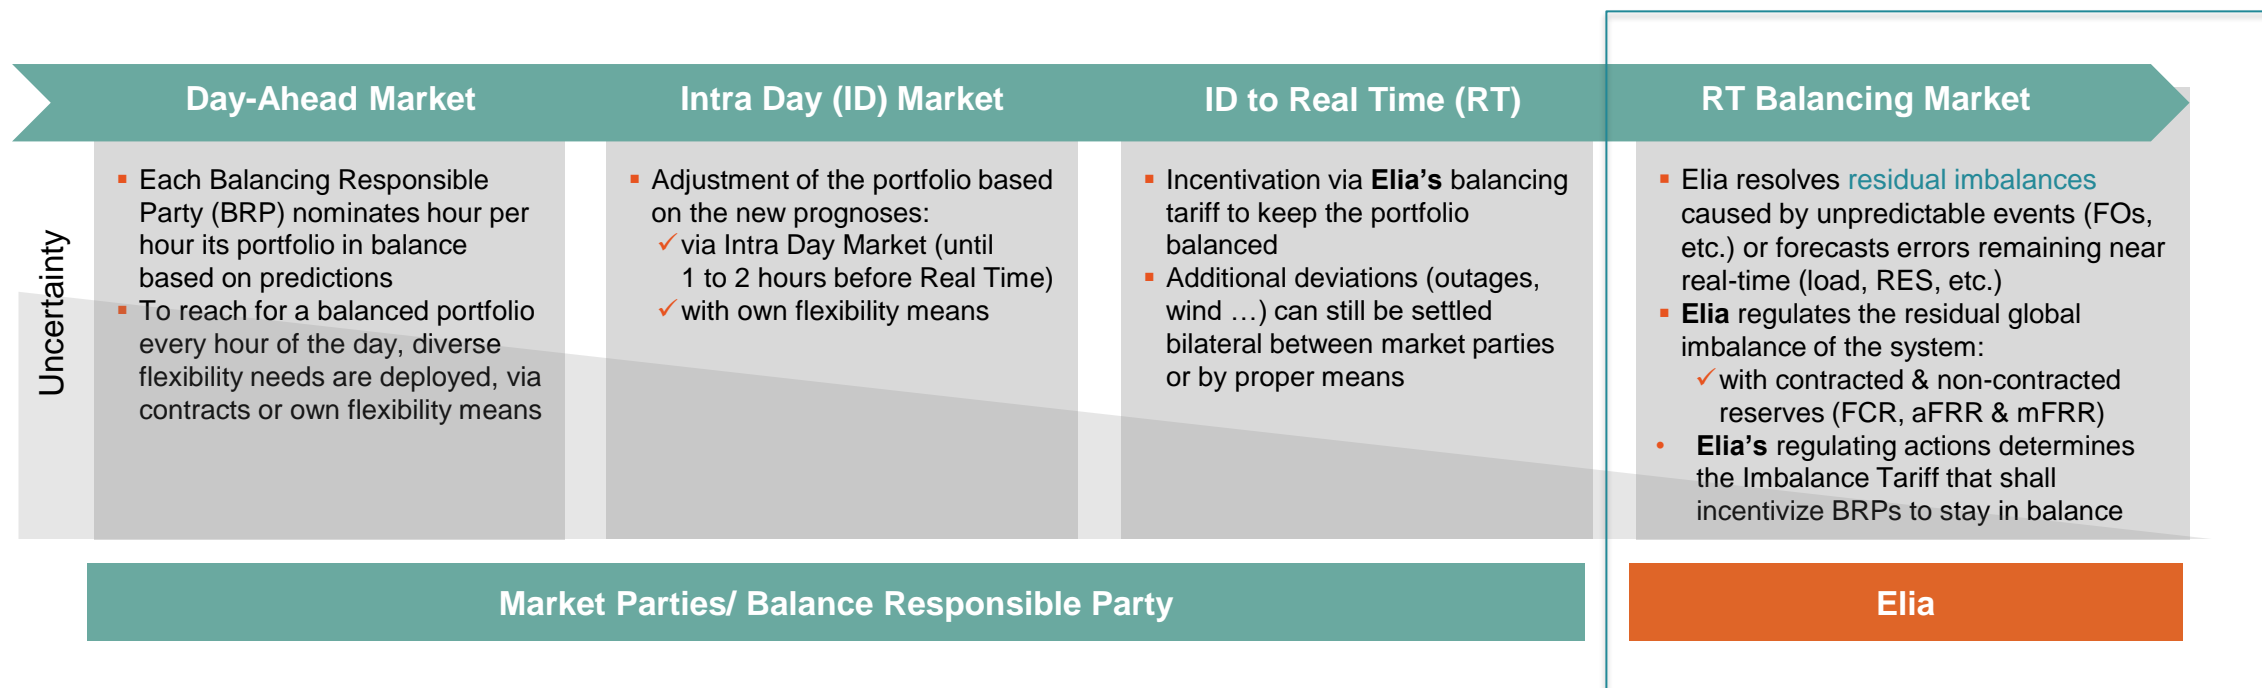 Day-Ahead Market
Intra Day (ID) Market
ID to Real Time (RT)
RT Balancing Market
Uncertainty
▪ Each Balancing Responsible
Party (BRP) nominates hour per
hour its portfolio in balance
based on predictions
▪ To reach for a balanced portfolio
every hour of the day, diverse
flexibility needs are deployed, via
contracts or own flexibility means
▪ Adjustment of the portfolio based
on the new prognoses:
✓ via Intra Day Market (until
1 to 2 hours before Real Time)
✓ with own flexibility means
▪ Incentivation via Elia’s balancing
tariff to keep the portfolio
balanced
▪ Additional deviations (outages,
wind …) can still be settled
bilateral between market parties
or by proper means
▪ Elia resolves residual imbalances
caused by unpredictable events (FOs,
etc.) or forecasts errors remaining near
real-time (load, RES, etc.)
▪ Elia regulates the residual global
imbalance of the system:
✓ with contracted & non-contracted
reserves (FCR, aFRR & mFRR)
• Elia’s regulating actions determines
the Imbalance Tariff that shall
incentivize BRPs to stay in balance
Market Parties/ Balance Responsible Party
Elia